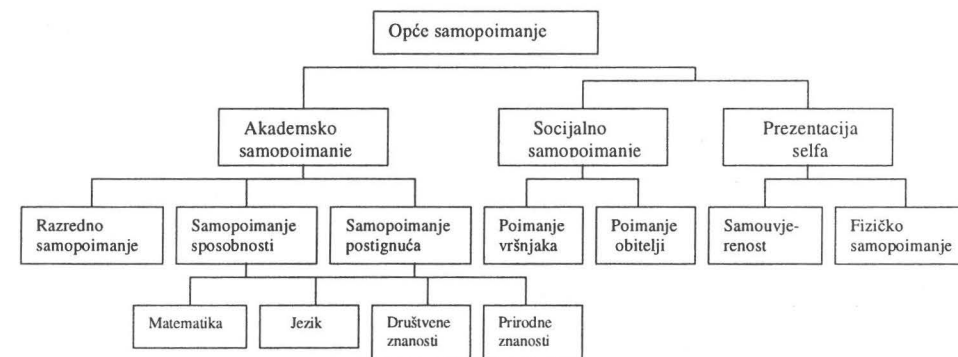 Opće samopoimanje
Akademsko
samopoimanje
Socijalno
samopoimanje
Prezentacija
selfa
Razredno
samopoimanje
Samopoimanje
sposobnosti
Samopoimanje
postignuća
Poimanje
vršnjaka
Poimanje
obitelji
Samouvje-
renost
Fizičko
samopoimanje
Matematika
Jezik
Društvene
znanosti
Prirodne
znanosti